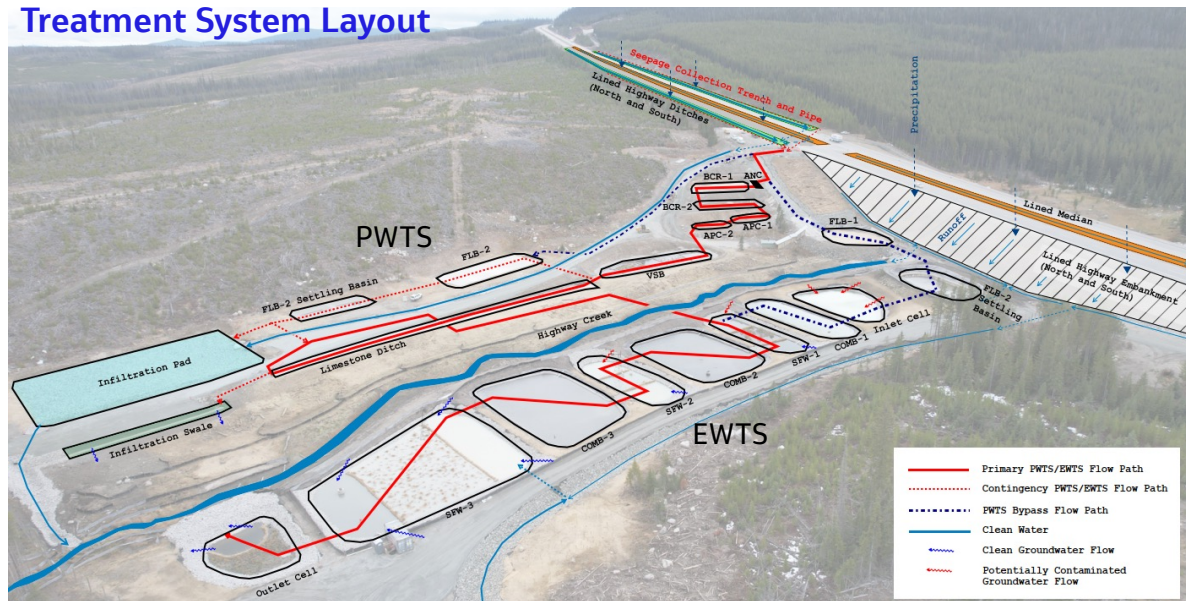 Treatment System Layout
Seepage Collection Trench and Pipe
Lined Highway Ditches
(North and South)
Precipitation
BCR-1
ANC
BCR-2
APC-1
APC-2
FLB-1
Lined Median
Runoff
Lined Highway Embankment
(North and South)
PWTS
FLB-2
VSB
FLB-2 Settling Basin
FLB-2
Settling
Basin
Highway Creek
Inlet Cell
COMB-1
SFW-1
Limestone Ditch
Infiltration Pad
COMB-2
SFW-2
Infiltration Swale
COMB-3
EWTS
SFW-3
Outlet Cell
Primary PWTS/EWTS Flow Path
Contingency PWTS/EWTS Flow Path
PWTS Bypass Flow Path
Clean Water
Clean Groundwater Flow
Potentially Contaminated
Groundwater Flow